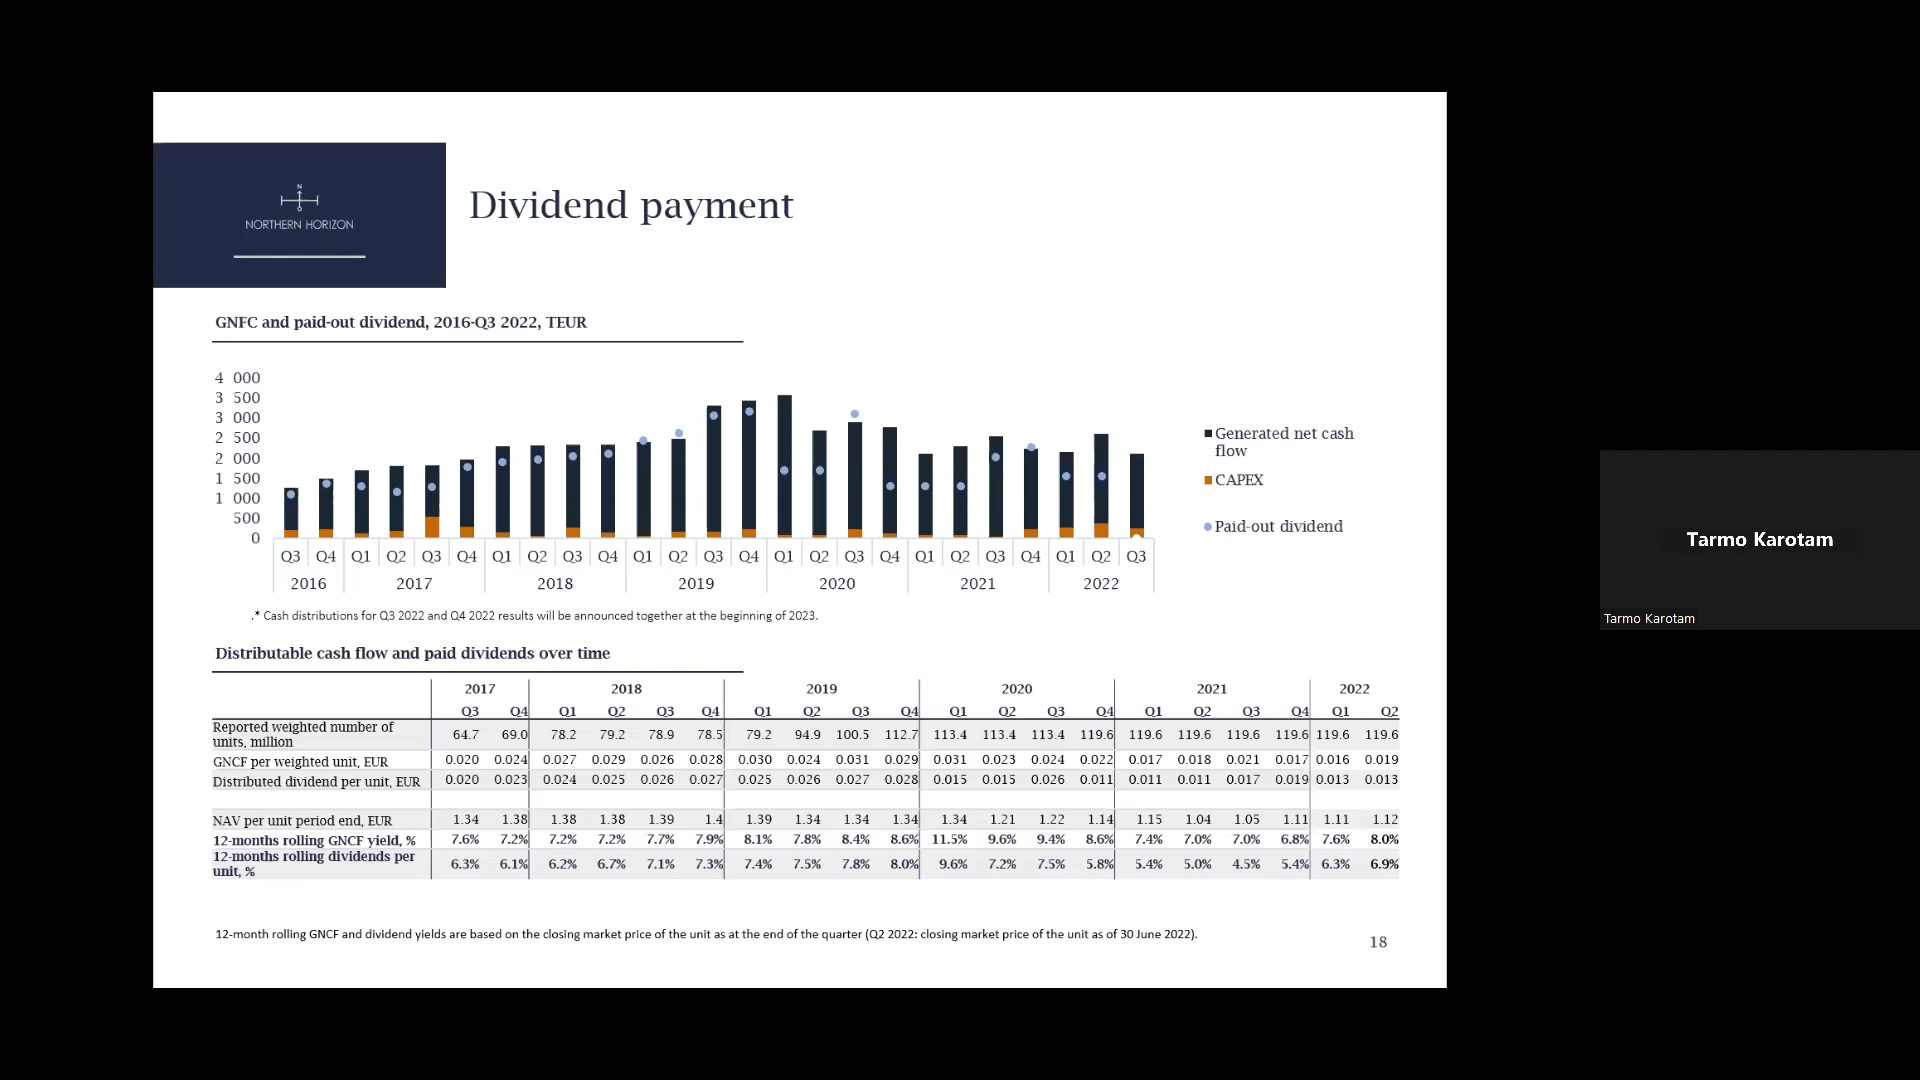 N
NORTHERN HORIZON
Dividend payment
GNFC and paid-out dividend, 2016-Q3 2022, TEUR
4 000
3 500
3 000
2 500
2 000
1 500
1 000
500
0
Q3 Q4 Q1 Q2 Q3 Q4 Q1 Q2 Q3 Q4 Q1 Q2 Q3 Q4 Q1 Q2 Q3 Q4 Q1 Q2 Q3 Q4 Q1 Q2 Q3
2016 2017 2018 2019 2020 2021 2022
Generated net cash
flow
CAPEX
Paid-out dividend
.* Cash distributions for Q3 2022 and Q4 2022 results will be announced together at the beginning of 2023.
Distributable cash flow and paid dividends over time
2017 2018 2019 2020 2021 2022
Q3 Q4 Q1 Q2 Q3 Q4 Q1 Q2 Q3 Q4 Q1 Q2 Q3 Q4 Q1 Q2 Q3 Q4 Q1 Q2
Reported weighted number of
units, million 64.7 69.0 78.2 79.2 78.9 78.5 79.2 94.9 100.5 112.7 113.4 113.4 113.4 119.6 119.6 119.6 119.6 119.6 119.6 119.6
GNCF per weighted unit, EUR 0.020 0.024 0.027 0.029 0.026 0.028 0.030 0.024 0.031 0.029 0.031 0.023 0.024 0.022 0.017 0.018 0.021 0.017 0.016 0.019
Distributed dividend per unit, EUR 0.020 0.023 0.024 0.025 0.026 0.027 0.025 0.026 0.027 0.028 0.015 0.015 0.026 0.011 0.011 0.011 0.017 0.019 0.013 0.013
NAV per unit period end, EUR 1.34 1.38 1.38 1.38 1.39 1.4 1.39 1.34 1.34 1.34 1.34 1.21 1.22 1.14 1.15 1.04 1.05 1.11 1.11 1.12
12-months rolling GNCF yield, % 7.6% 7.2% 7.2% 7.2% 7.7% 7.9% 8.1% 7.8% 8.4% 8.6% 11.5% 9.6% 9.4% 8.6% 7.4% 7.0% 7.0% 6.8% 7.6% 8.0%
12-months rolling dividends per
unit, % 6.3% 6.1% 6.2% 6.7% 7.1% 7.3% 7.4% 7.5% 7.8% 8.0% 9.6% 7.2% 7.5% 5.8% 5.4% 5.0% 4.5% 5.4% 6.3% 6.9%
12-month rolling GNCF and dividend yields are based on the closing market price of the unit as at the end of the quarter (Q2 2022: closing market price of the unit as of 30 June 2022).
18
Tarmo Karotam
Tarmo Karotam